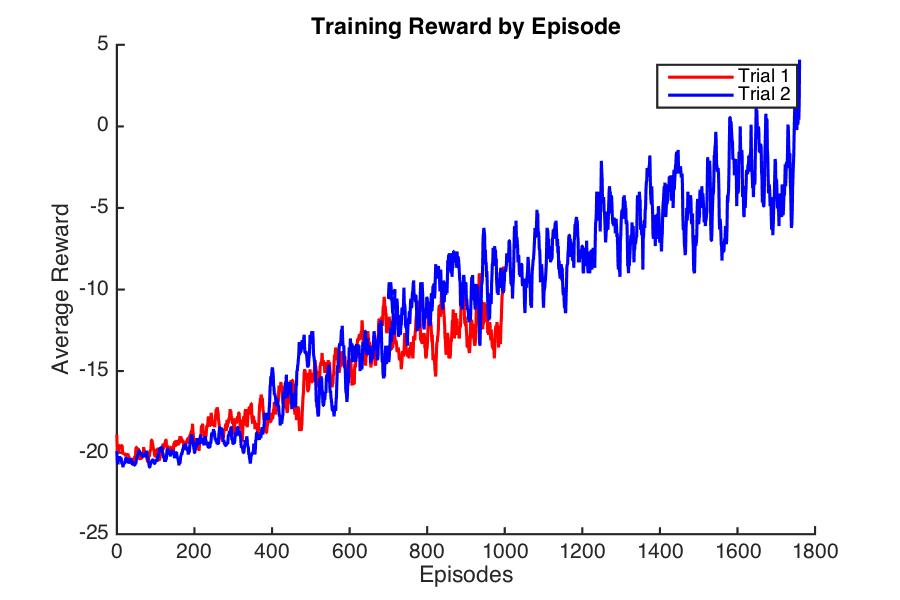 Training Reward by Episode
5
0
-5
-10
-15
-20
-25
Average Reward
Trial 1
Trial 2
0 200 400 600 800 1000 1200 1400 1600 1800
Episodes